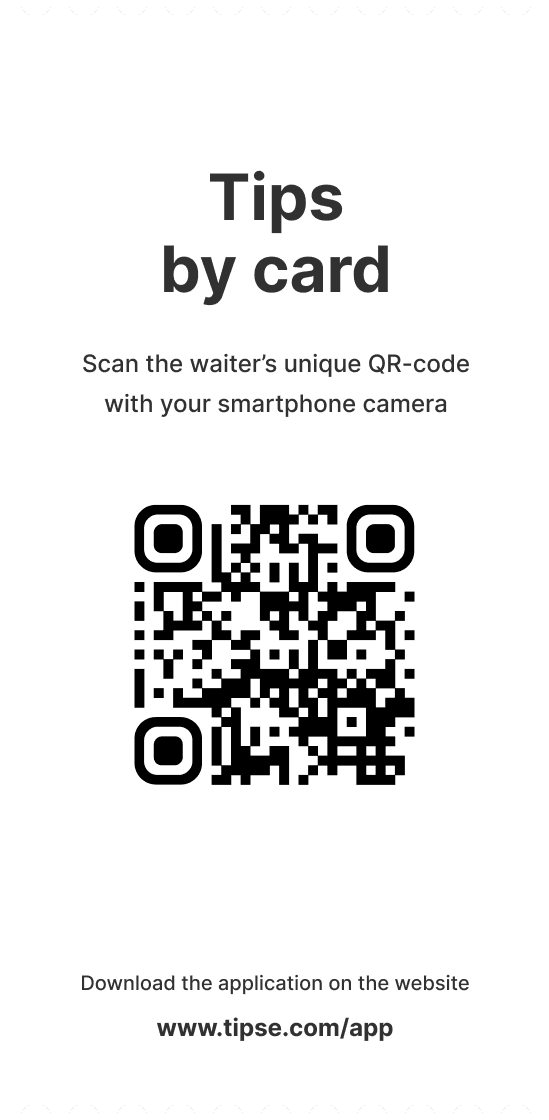 Tips
by card
Scan the waiter’s unique QR-code
with your smartphone camera
Download the application on the website
www.tipse.com/app